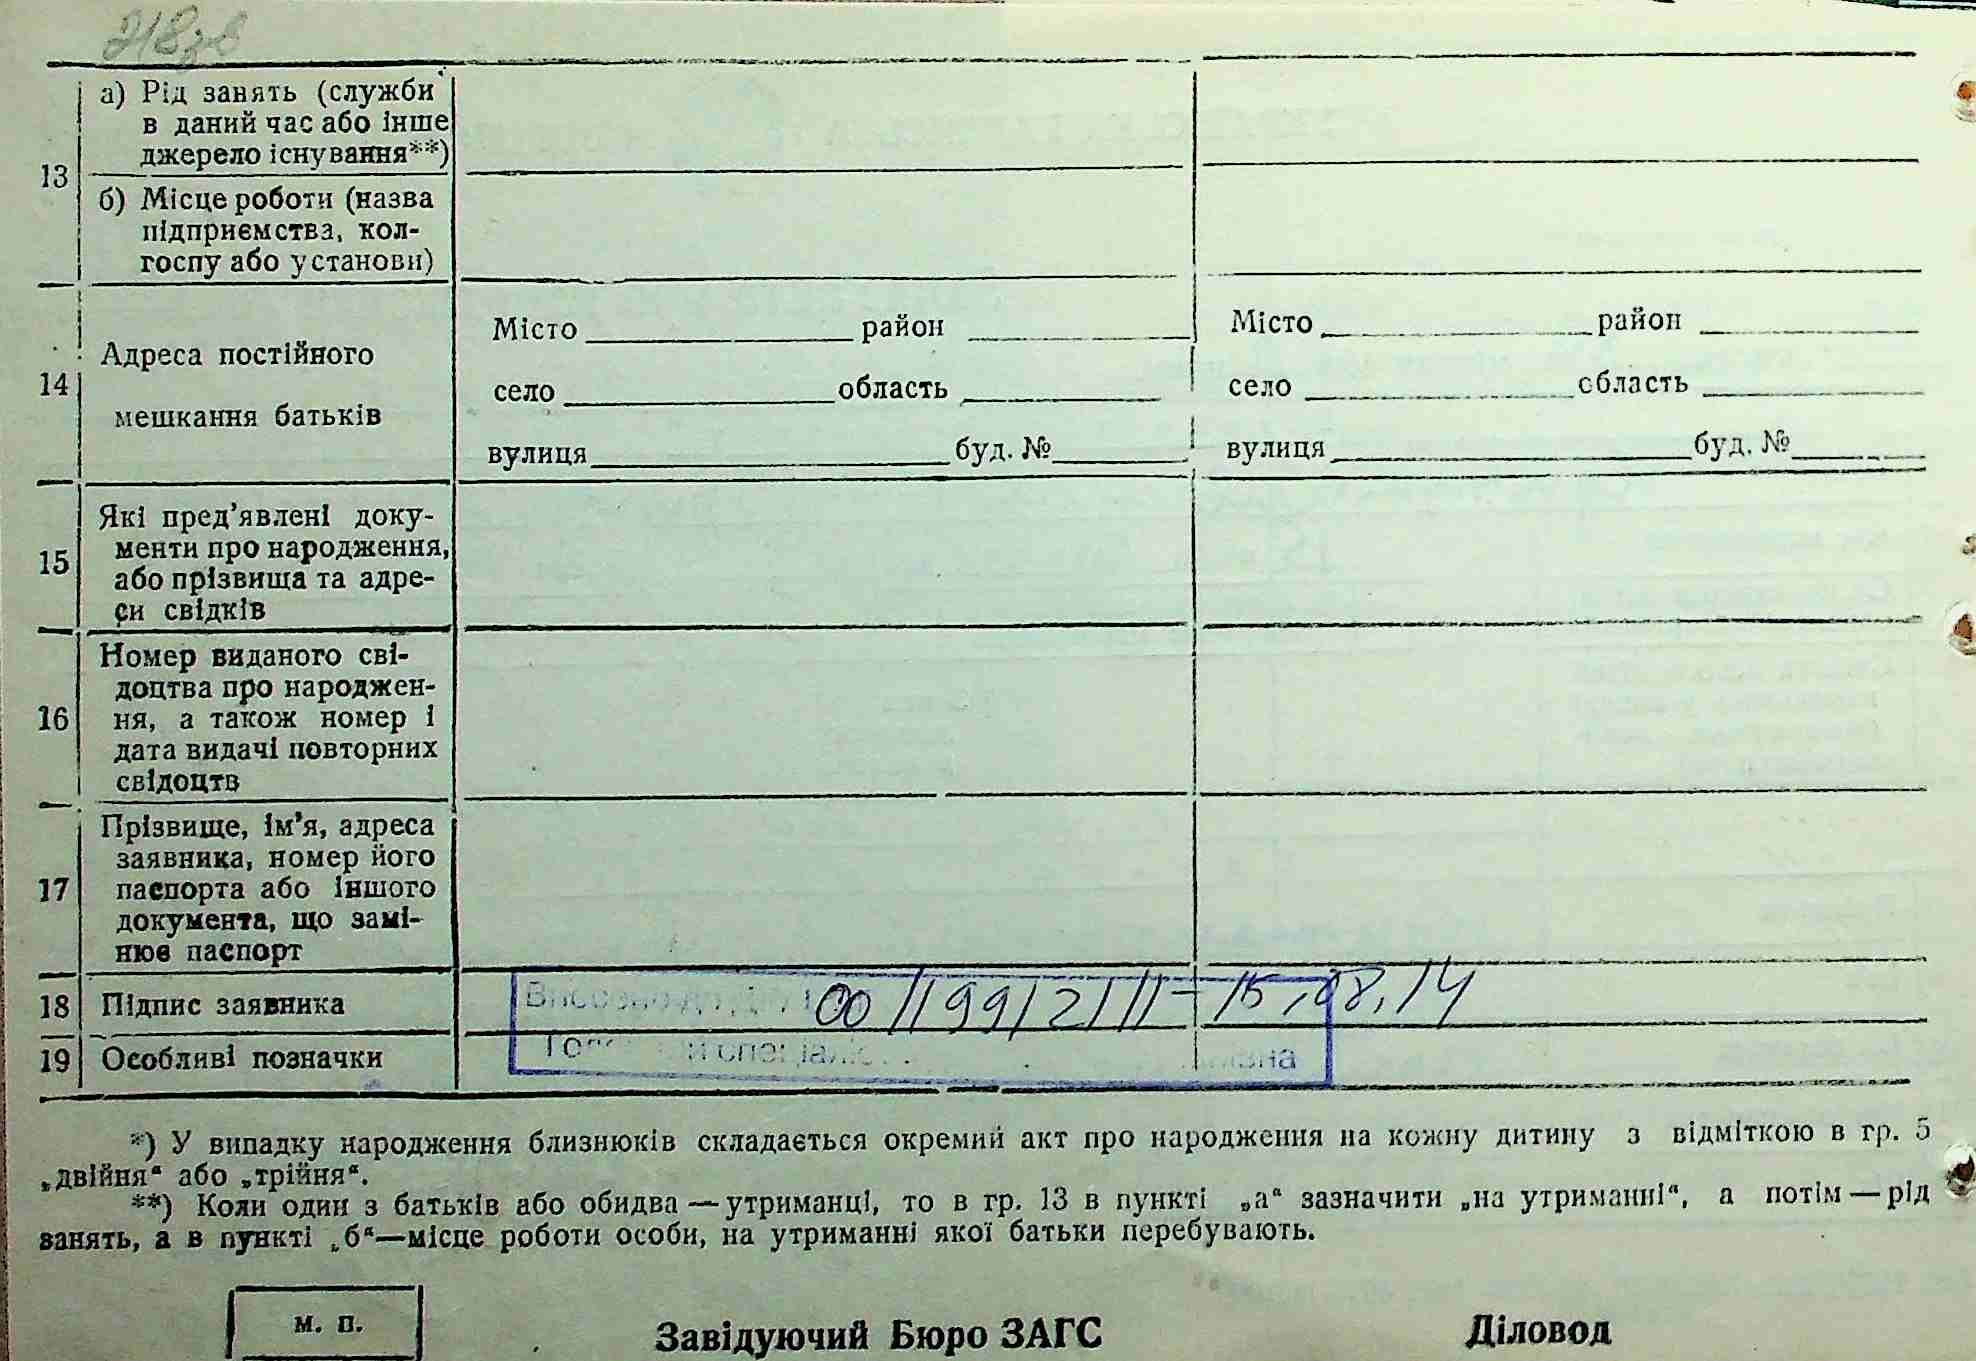 218зв
а) Рід занять (служби
в даний час або інше
джерело існування**)
13
б) Місце роботи (назва
підприємства, кол-
госпу або установи)
Місто район Місто район
14
Адреса постійного
мешкання батьків
село область село область
вулиця буд. № вулиця буд. №
15
Які пред’явлені доку-
менти про народження,
або прізвища та адре-
си свідків
16
Номер виданого сві-
доцтва про народжен-
ня, а також номер і
дата видачі повторних
свідоцтв
17
Прізвище, ім’я, адреса
заявника, номер його
паспорта або іншого
документа, що замі-
нює паспорт
18 Підпис заявника
15.08.14
19 Особливі позначки
*) У випадку народження близнюків складається окремий акт про народження на кожну дитину з відміткою в гр. 5
„двійня“ або „трійня“.
**) Коли один з батьків або обидва — утриманці, то в гр. 13 в пункті „а“ зазначити „на утриманні“, а потім — рід
занять, а в пункті „б“—місце роботи особи, на утриманні якої батьки перебувають.
м. п.
Завідуючий Бюро ЗАГС Діловод